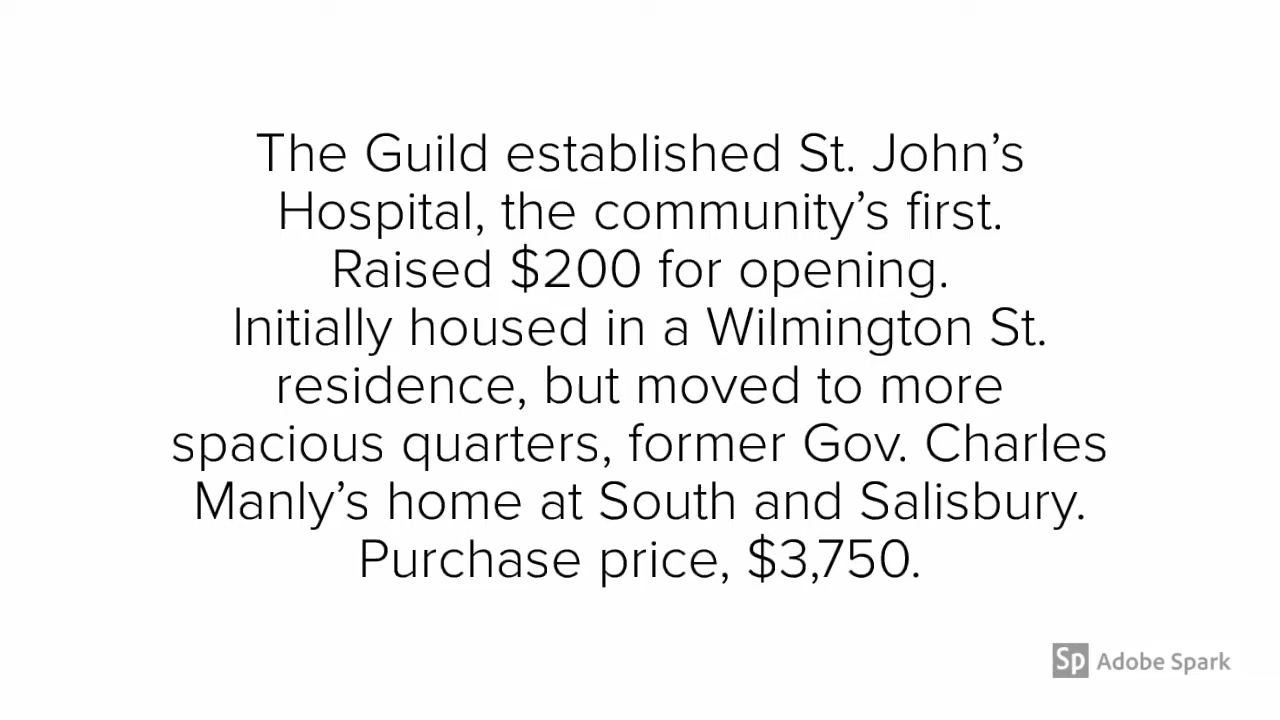 The Guild established St. John’s
Hospital, the community’s first.
Raised $200 for opening.
Initially housed in a Wilmington St.
residence, but moved to more
spacious quarters, former Gov. Charles
Manly’s home at South and Salisbury.
Purchase price, $3,750.
Sp Adobe Spark